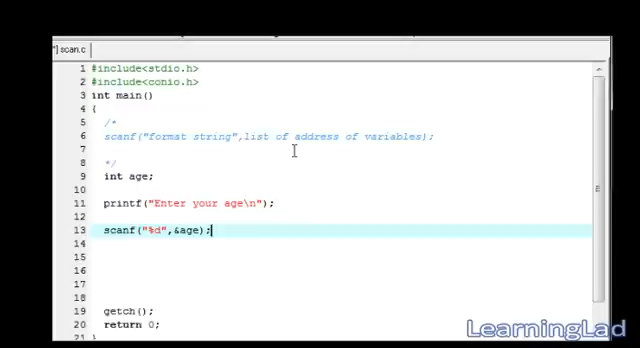 *] scan.c
1 #include<stdio.h>
2 #include<conio.h>
3 int main()
4 {
5 /*
6 scanf("format string",list of address of variables);
7
8 */
9 int age;
10
11 printf("Enter your age\n");
12
13 scanf("%d",&age);
14
15
16
17
18
19 getch();
20 return 0;
21 }
LearningLad